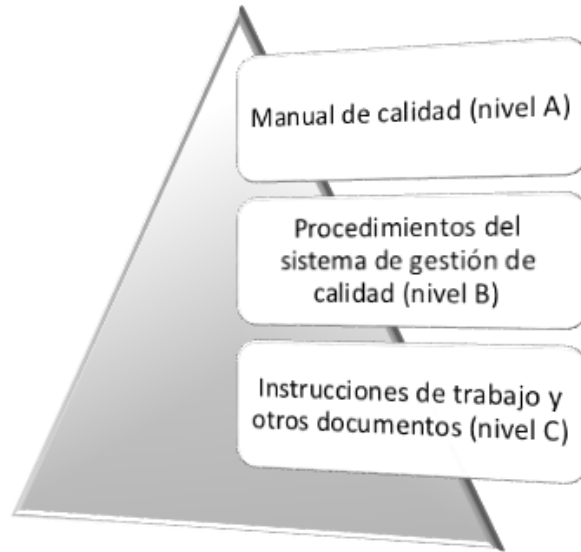 Manual de calidad (nivel A)
Procedimientos del
sistema de gestión de
calidad (nivel B)
Instrucciones de trabajo y
otros documentos (nivel C)